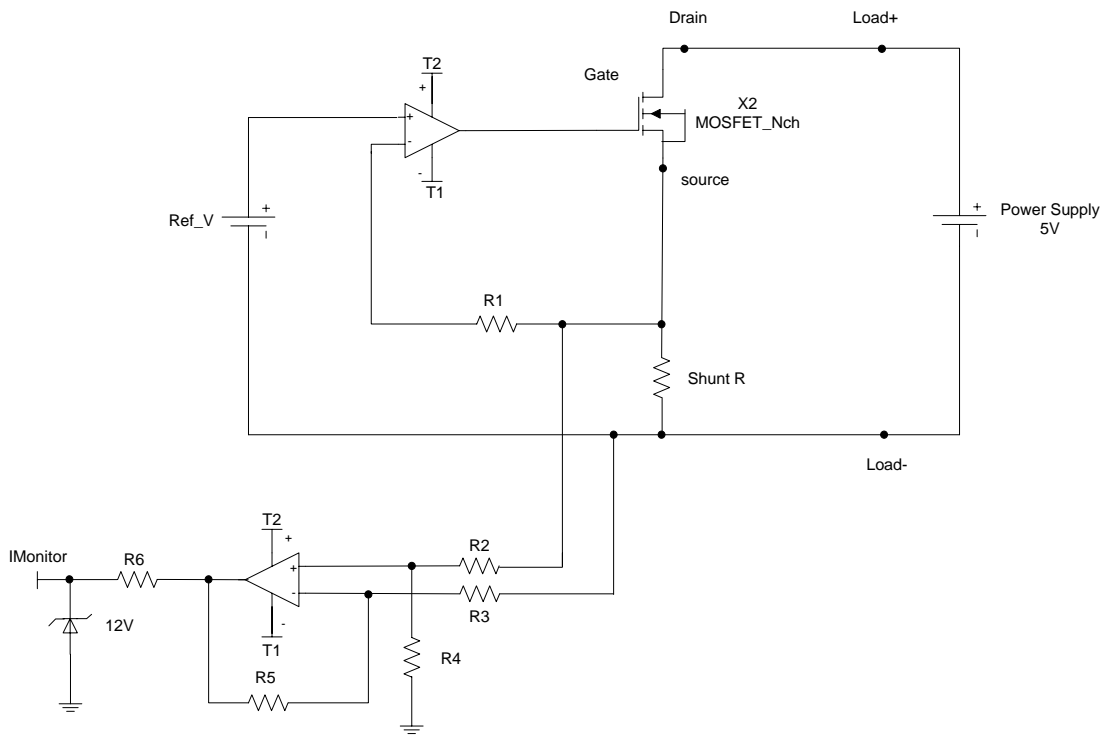 Drain
Load+
T2
Gate
+
X2
MOSFET_Nch
+
-
-
T1
source
Ref_V
+
-
+
-
Power Supply
5V
R1
Shunt R
Load-
T2
+
IMonitor
R6
R2
+
-
R3
12V
-
T1
R4
R5